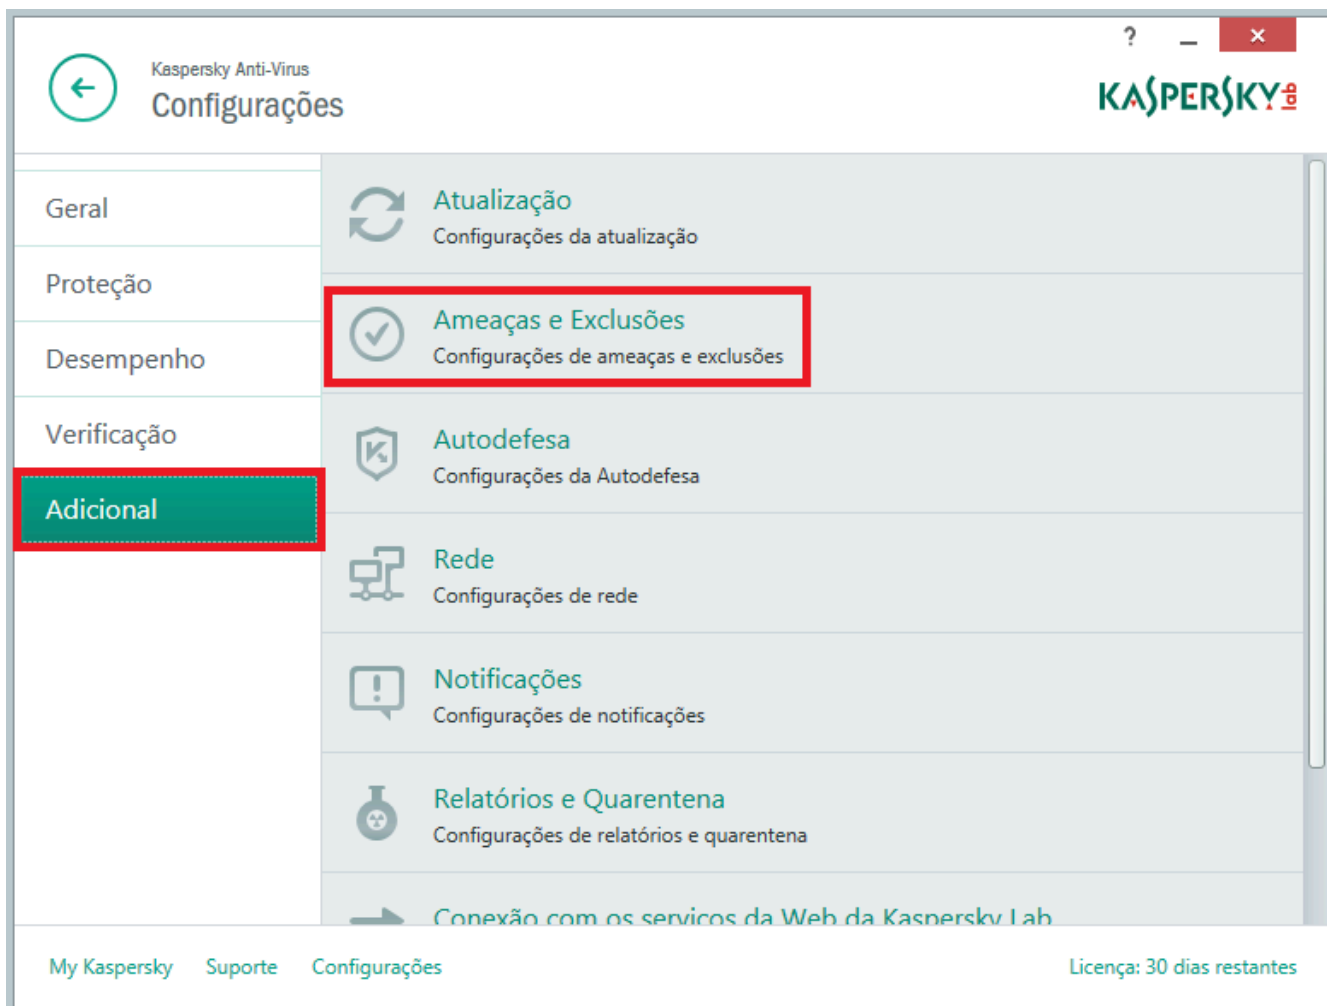 ? _ ×
Kaspersky Anti-Virus
Configurações
KASPERSKY lab
Geral
Proteção
Desempenho
Verificação
Adicional
Atualização
Configurações da atualização
Ameaças e Exclusões
Configurações de ameaças e exclusões
Autodefesa
Configurações da Autodefesa
Rede
Configurações de rede
Notificações
Configurações de notificações
Relatórios e Quarentena
Configurações de relatórios e quarentena
Conexão com os serviços da Web da Kaspersky Lab
My Kaspersky Suporte Configurações Licença: 30 dias restantes